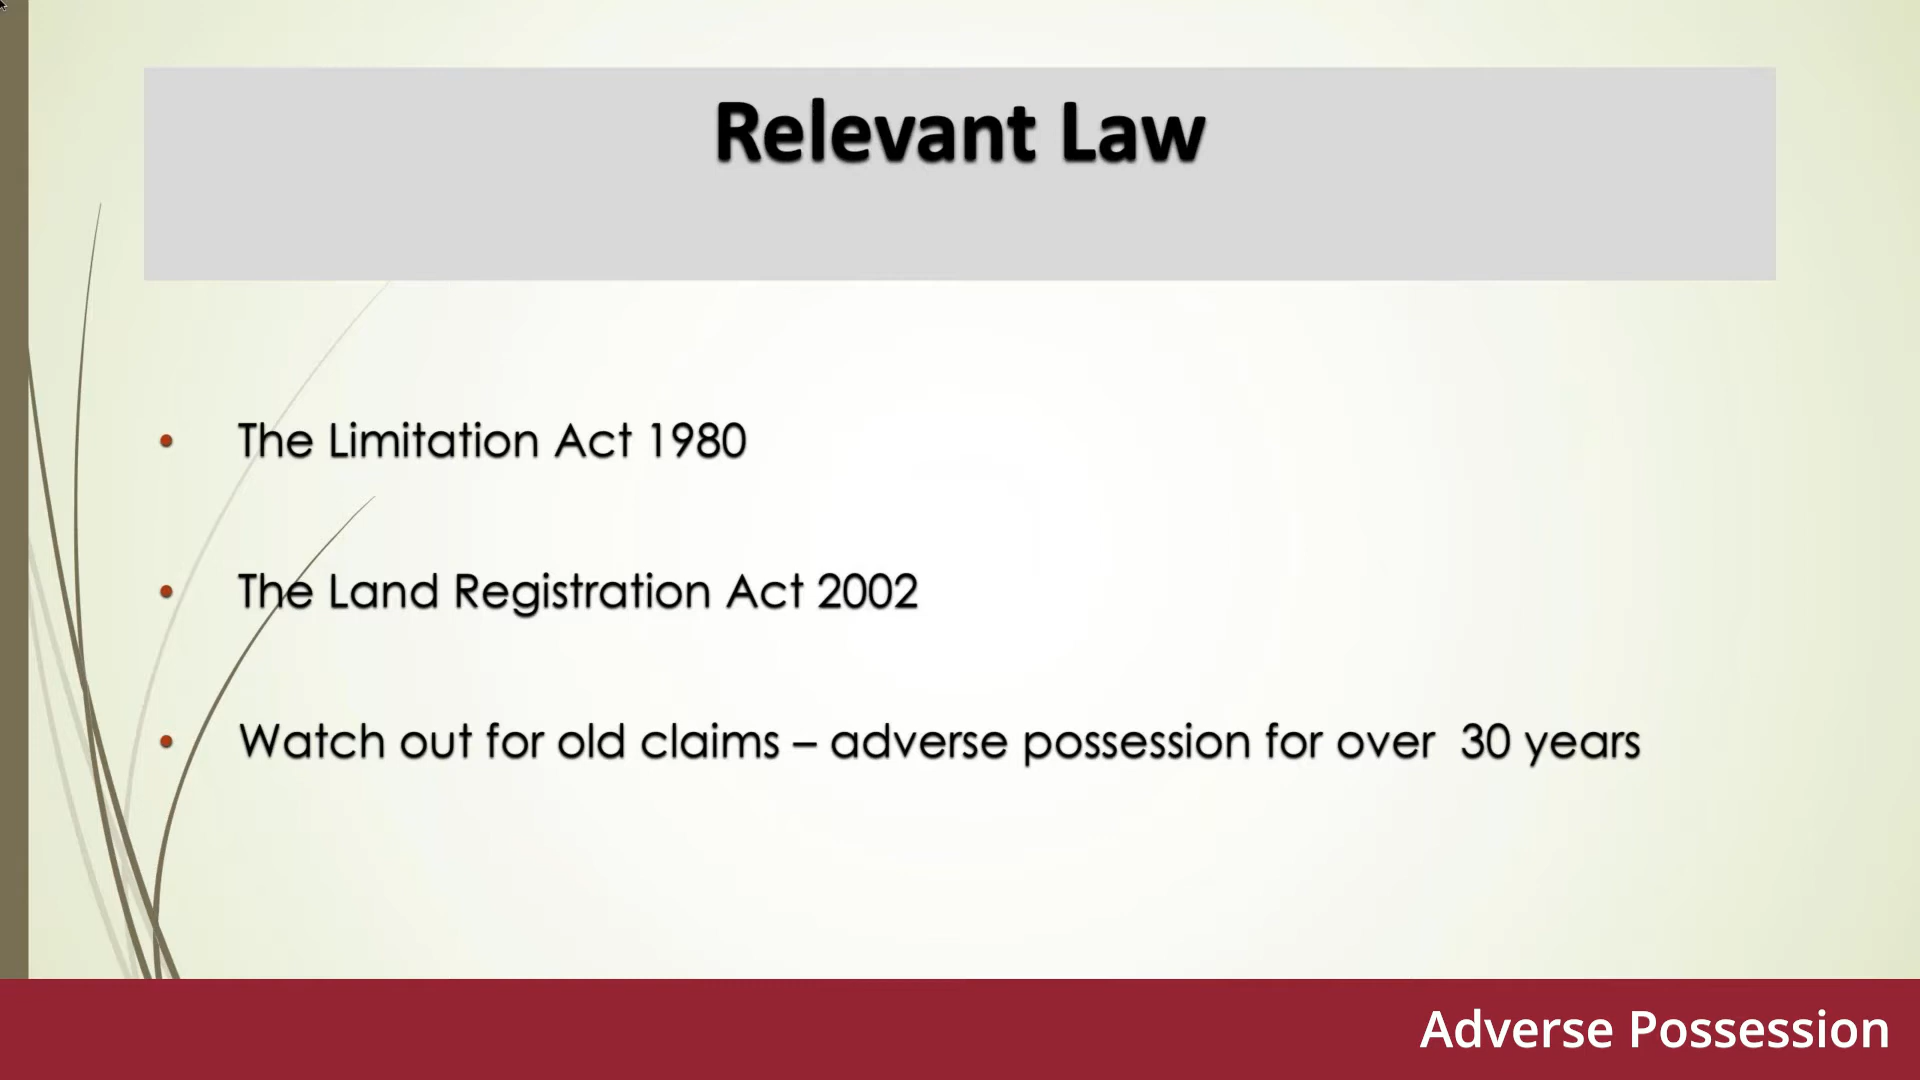 Relevant Law
• The Limitation Act 1980
• The Land Registration Act 2002
• Watch out for old claims – adverse possession for over  30 years
Adverse Possession